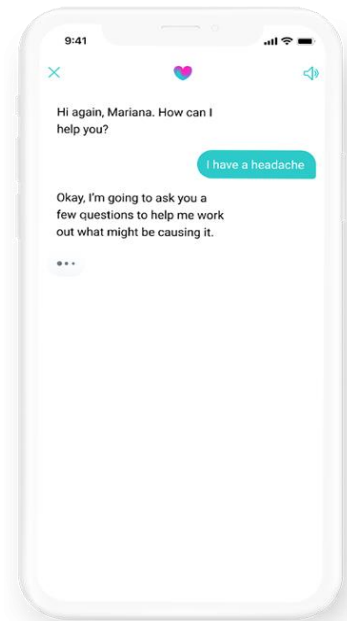 9:41
Hi again, Mariana. How can I
help you?
I have a headache
Okay, I'm going to ask you a
few questions to help me work
out what might be causing it.